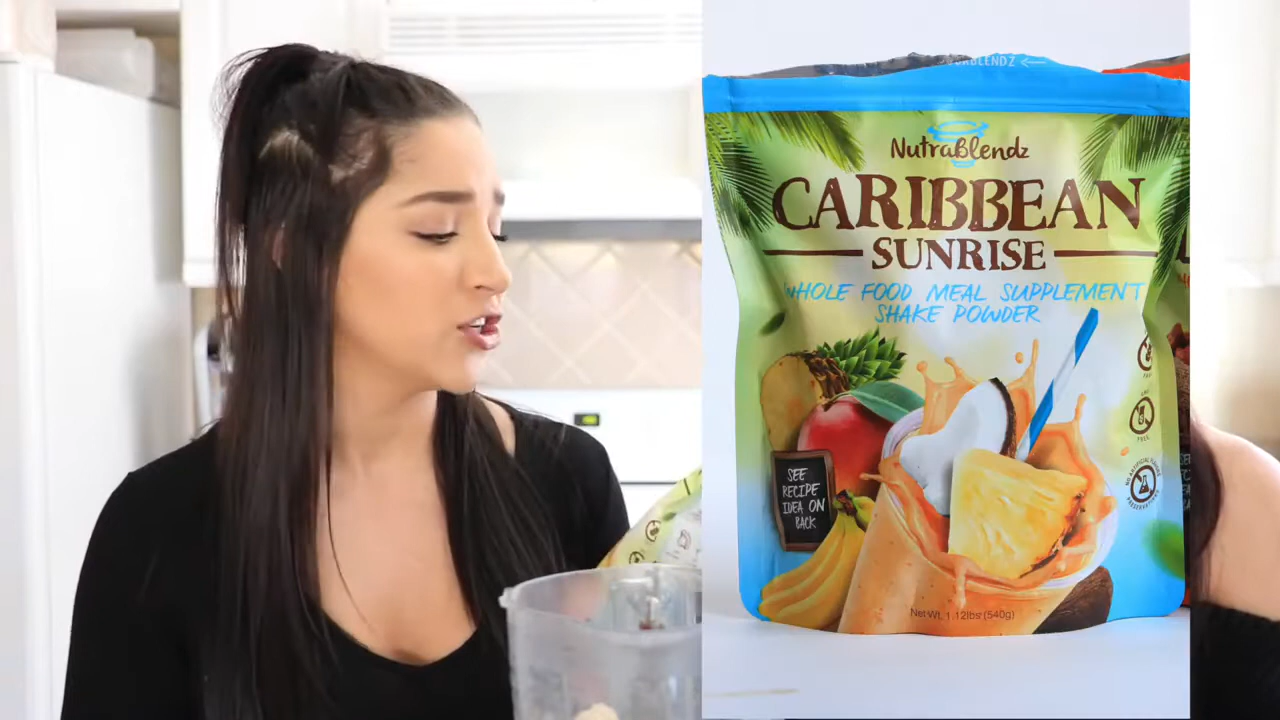 NutraBlendz
CARIBBEAN
SUNRISE
WHOLE FOOD MEAL SUPPLEMENT
SHAKE POWDER
SEE
RECIPE
IDEA ON
BACK
Net Wt. 1.12lbs (540g)